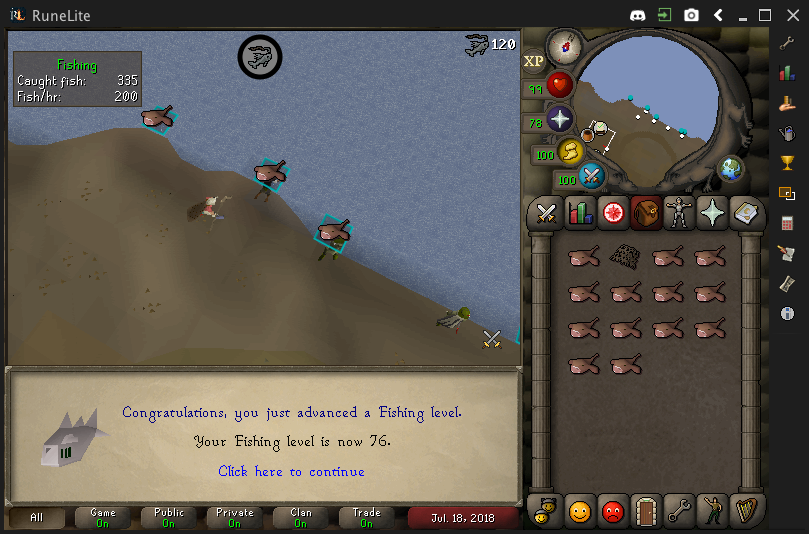 RuneLite
Fishing
Caught fish: 335
Fish/hr: 200
120
XP
99
78
100
100
Congratulations, you just advanced a Fishing level.
Your Fishing level is now 76.
Click here to continue
All
Game
On
Public
On
Private
On
Clan
On
Trade
On
Jul. 18, 2018